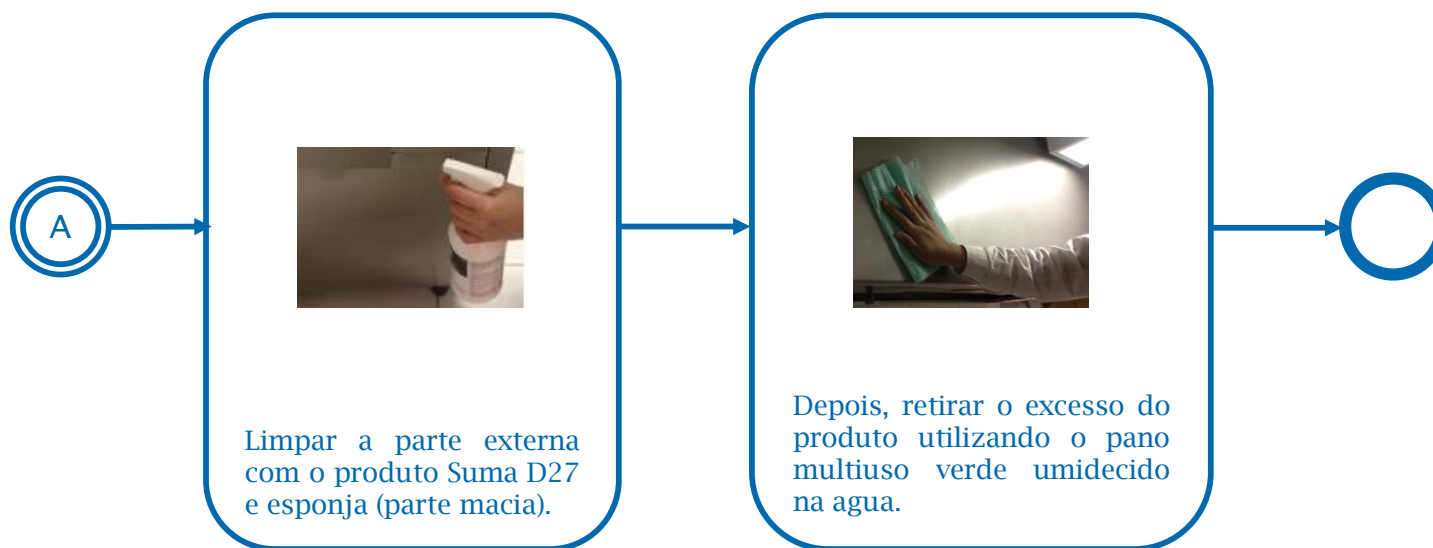 A
Limpar a parte externa
com o produto Suma D27
e esponja (parte macia).
Depois, retirar o excesso do
produto utilizando o pano
multiuso verde umidecido
na agua.